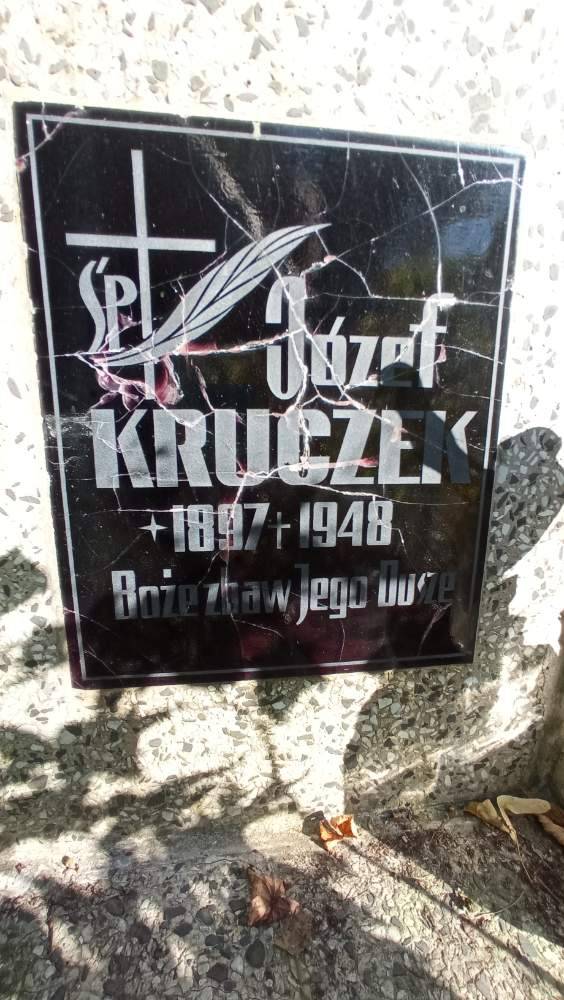 ŚP
Józef
KRUCZEK
+1897 †1948
Boże zbaw Jego Duszę